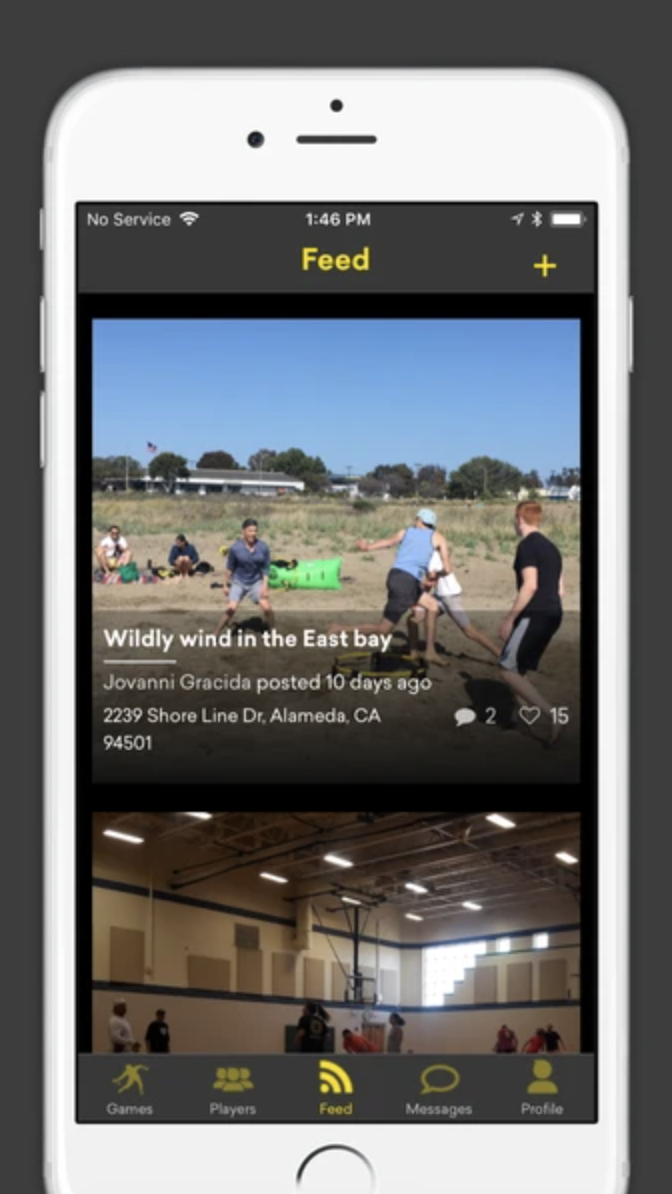 No Service 1:46 PM
Feed +
Wildly wind in the East bay
Jovanni Gracida posted 10 days ago
2239 Shore Line Dr, Alameda, CA
94501
2 15
Games Players Feed Messages Profile